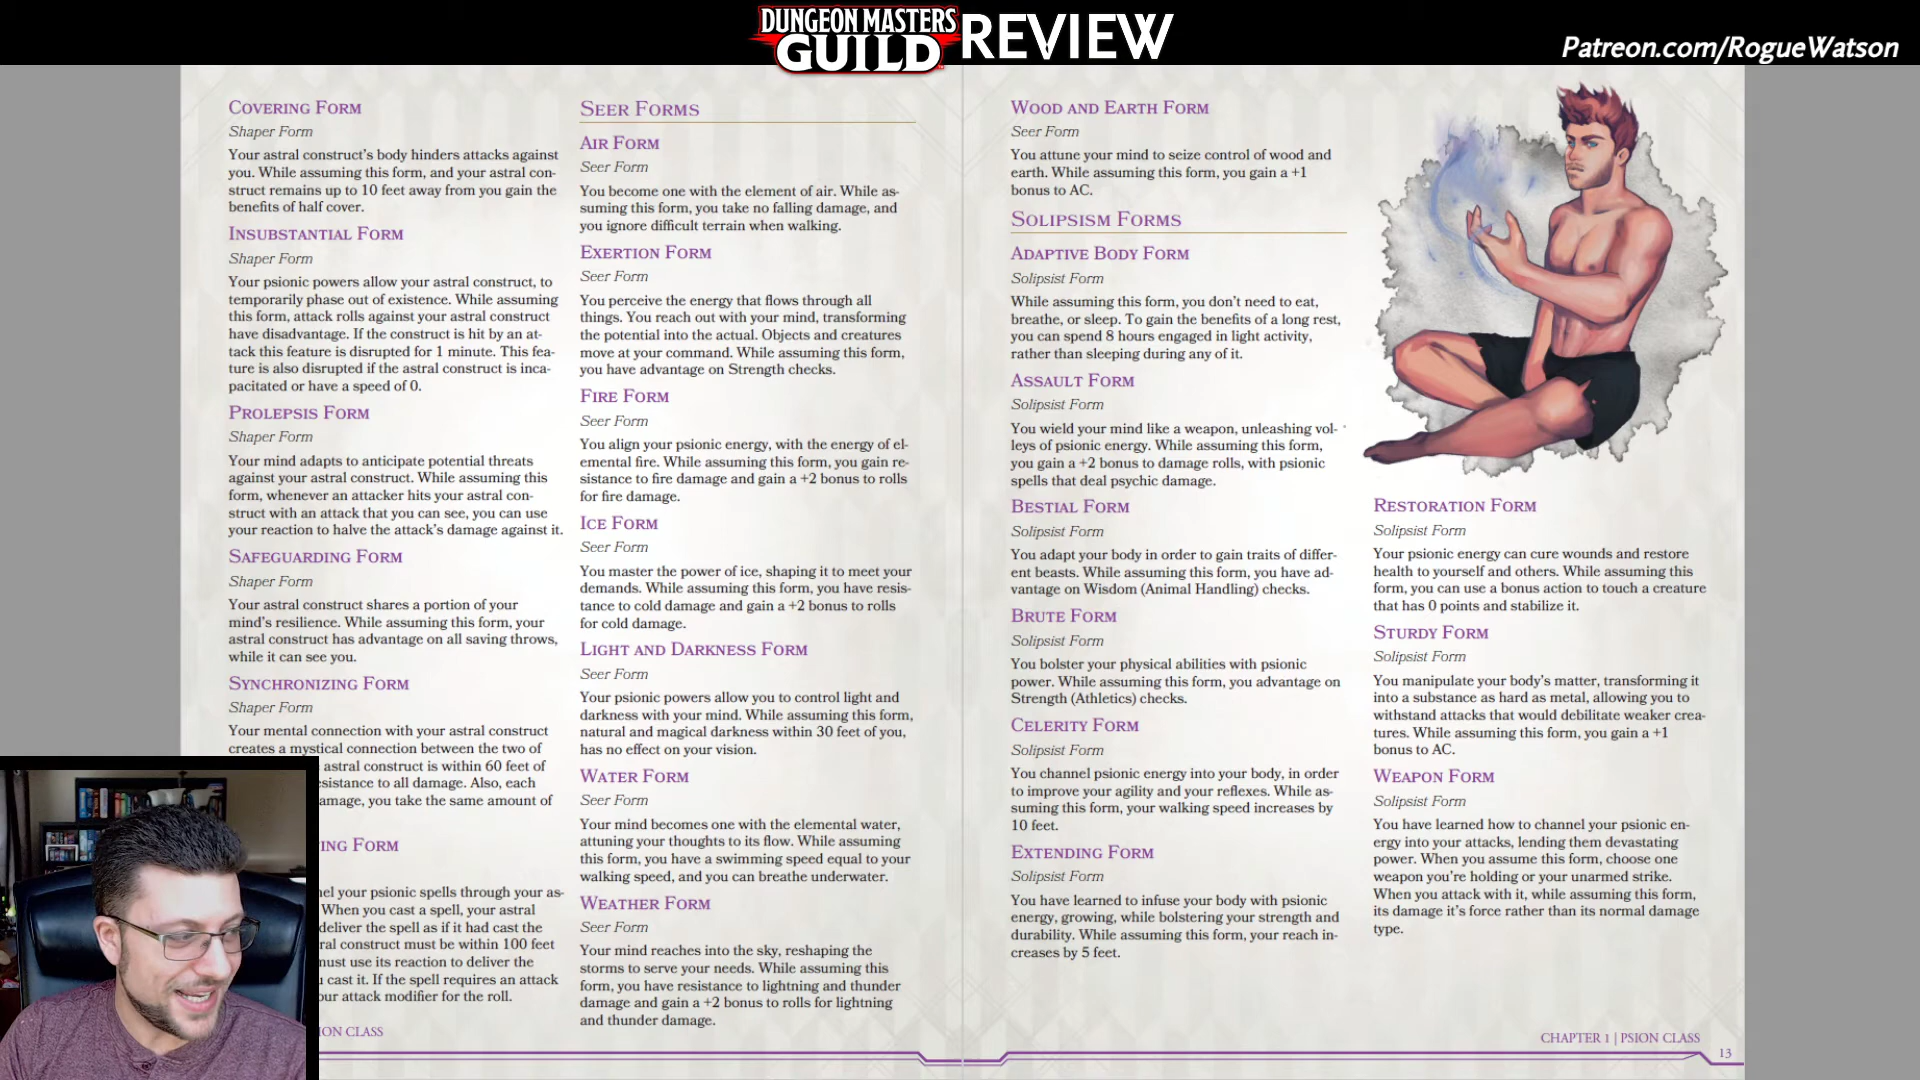 DUNGEON MASTERS
GUILD
REVIEW
Patreon.com/RogueWatson
COVERING FORM
Shaper Form
Your astral construct's body hinders attacks against
you. While assuming this form, and your astral con-
struct remains up to 10 feet away from you gain the
benefits of half cover.
INSUBSTANTIAL FORM
Shaper Form
Your psionic powers allow your astral construct, to
temporarily phase out of existence. While assuming
this form, attack rolls against your astral construct
have disadvantage. If the construct is hit by an at-
tack this feature is disrupted for 1 minute. This fea-
ture is also disrupted if the astral construct is inca-
pacitated or have a speed of 0.
PROLEPSIS FORM
Shaper Form
Your mind adapts to anticipate potential threats
against your astral construct. While assuming this
form, whenever an attacker hits your astral con-
struct with an attack that you can see, you can use
your reaction to halve the attack's damage against it.
SAFEGUARDING FORM
Shaper Form
Your astral construct shares a portion of your
mind's resilience. While assuming this form, your
astral construct has advantage on all saving throws,
while it can see you.
SYNCHRONIZING FORM
Shaper Form
Your mental connection with your astral construct
creates a mystical connection between the two of
astral construct is within 60 feet of
esistance to all damage. Also, each
amage, you take the same amount of
ING FORM
el your psionic spells through your as-
When you cast a spell, your astral
deliver the spell as if it had cast the
ral construct must be within 100 feet
must use its reaction to deliver the
cast it. If the spell requires an attack
our attack modifier for the roll.
ION CLASS
SEER FORMS
AIR FORM
Seer Form
You become one with the element of air. While as-
suming this form, you take no falling damage, and
you ignore difficult terrain when walking.
EXERTION FORM
Seer Form
You perceive the energy that flows through all
things. You reach out with your mind, transforming
the potential into the actual. Objects and creatures
move at your command. While assuming this form,
you have advantage on Strength checks.
FIRE FORM
Seer Form
You align your psionic energy, with the energy of el-
emental fire. While assuming this form, you gain re-
sistance to fire damage and gain a +2 bonus to rolls
for fire damage.
ICE FORM
Seer Form
You master the power of ice, shaping it to meet your
demands. While assuming this form, you have resis-
tance to cold damage and gain a +2 bonus to rolls
for cold damage.
LIGHT AND DARKNESS FORM
Seer Form
Your psionic powers allow you to control light and
darkness with your mind. While assuming this form,
natural and magical darkness within 30 feet of you,
has no effect on your vision.
WATER FORM
Seer Form
Your mind becomes one with the elemental water,
attuning your thoughts to its flow. While assuming
this form, you have a swimming speed equal to your
walking speed, and you can breathe underwater.
WEATHER FORM
Seer Form
Your mind reaches into the sky, reshaping the
storms to serve your needs. While assuming this
form, you have resistance to lightning and thunder
damage and gain a +2 bonus to rolls for lightning
and thunder damage.
WOOD AND EARTH FORM
Seer Form
You attune your mind to seize control of wood and
earth. While assuming this form, you gain a +1
bonus to AC.
SOLIPSISM FORMS
ADAPTIVE BODY FORM
Solipsist Form
While assuming this form, you don't need to eat,
breathe, or sleep. To gain the benefits of a long rest,
you can spend 8 hours engaged in light activity,
rather than sleeping during any of it.
ASSAULT FORM
Solipsist Form
You wield your mind like a weapon, unleashing vol-
leys of psionic energy. While assuming this form,
you gain a +2 bonus to damage rolls, with psionic
spells that deal psychic damage.
BESTIAL FORM
Solipsist Form
You adapt your body in order to gain traits of differ-
ent beasts. While assuming this form, you have ad-
vantage on Wisdom (Animal Handling) checks.
BRUTE FORM
Solipsist Form
You bolster your physical abilities with psionic
power. While assuming this form, you advantage on
Strength (Athletics) checks.
CELERITY FORM
Solipsist Form
You channel psionic energy into your body, in order
to improve your agility and your reflexes. While as-
suming this form, your walking speed increases by
10 feet.
EXTENDING FORM
Solipsist Form
You have learned to infuse your body with psionic
energy, growing, while bolstering your strength and
durability. While assuming this form, your reach in-
creases by 5 feet.
RESTORATION FORM
Solipsist Form
Your psionic energy can cure wounds and restore
health to yourself and others. While assuming this
form, you can use a bonus action to touch a creature
that has 0 points and stabilize it.
STURDY FORM
Solipsist Form
You manipulate your body's matter, transforming it
into a substance as hard as metal, allowing you to
withstand attacks that would debilitate weaker crea-
tures. While assuming this form, you gain a +1
bonus to AC.
WEAPON FORM
Solipsist Form
You have learned how to channel your psionic en-
ergy into your attacks, lending them devastating
power. When you assume this form, choose one
weapon you're holding or your unarmed strike.
When you attack with it, while assuming this form,
its damage it's force rather than its normal damage
type.
CHAPTER 1 | PSION CLASS
13